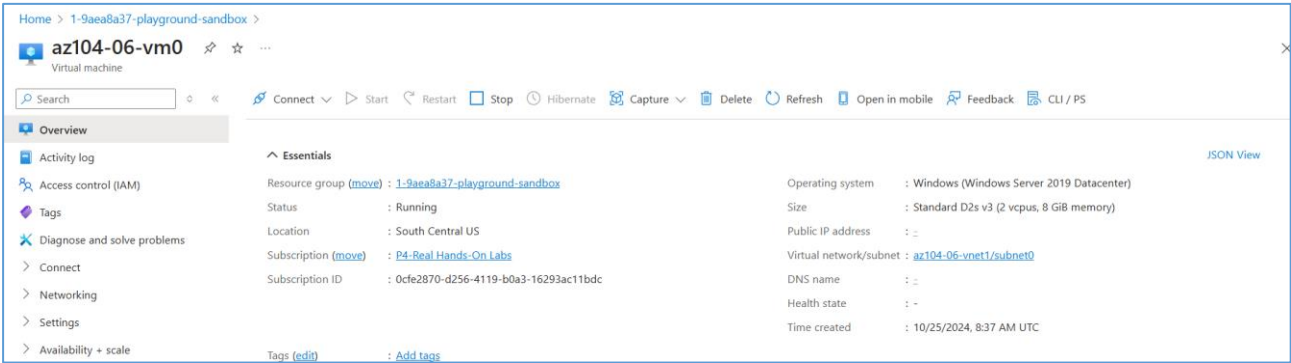 Home > 1-9aea8a37-playground-sandbox >
az104-06-vm0
Virtual machine
Search
Connect Start Restart Stop Hibernate Capture Delete Refresh Open in mobile Feedback CLI / PS
Overview
Activity log
Access control (IAM)
Tags
Diagnose and solve problems
Connect
Networking
Settings
Availability + scale
Essentials
JSON View
Resource group (move) : 1-9aea8a37-playground-sandbox
Status : Running
Location : South Central US
Subscription (move) : P4-Real Hands-On Labs
Subscription ID : 0cfe2870-d256-4119-b0a3-16293ac11bdc
Operating system : Windows (Windows Server 2019 Datacenter)
Size : Standard D2s v3 (2 vcpus, 8 GiB memory)
Public IP address : -
Virtual network/subnet : az104-06-vnet1/subnet0
DNS name : -
Health state : -
Time created : 10/25/2024, 8:37 AM UTC
Tags (edit) : Add tags